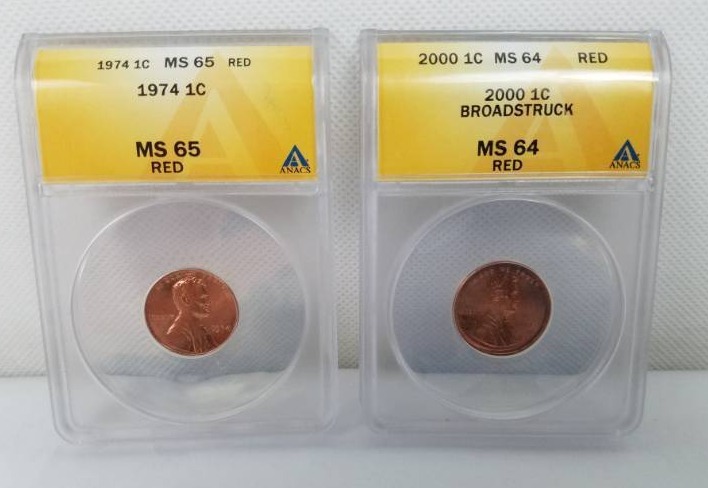 1974 1C MS 65 RED
1974 1C
MS 65
RED
ANACS
2000 1C MS 64 RED
2000 1C
BROADSTRUCK
MS 64
RED
ANACS
1974